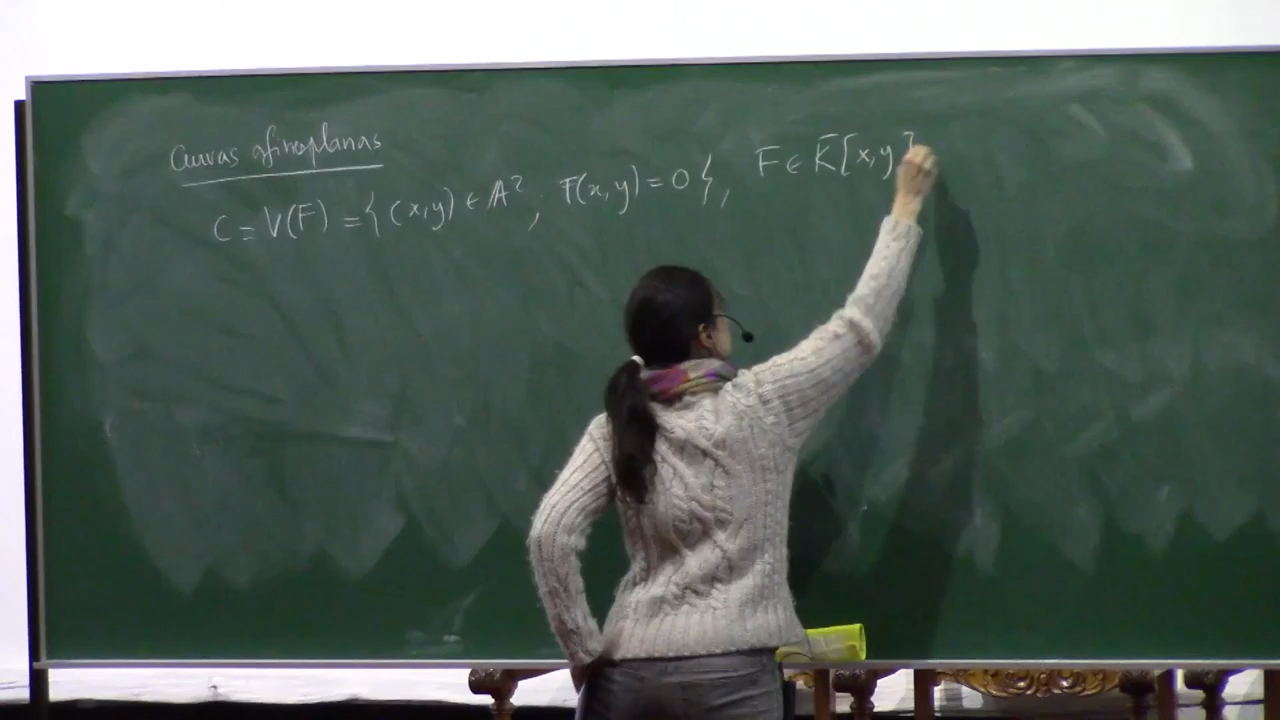 Curvas afinoplanas
C = V(F) = { (x,y) ∈ A², ; F(x,y) = 0 }, F ∈ K̄[x,y]